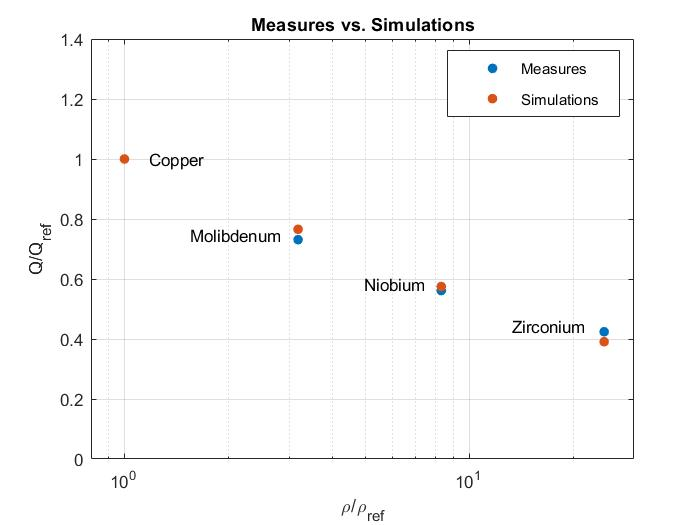 Measures vs. Simulations
1.4
1.2
1
0.8
0.6
0.4
0.2
0
Q/Q_ref
Measures
Simulations
Copper
Molibdenum
Niobium
Zirconium
10^0
10^1
ρ/ρ_ref